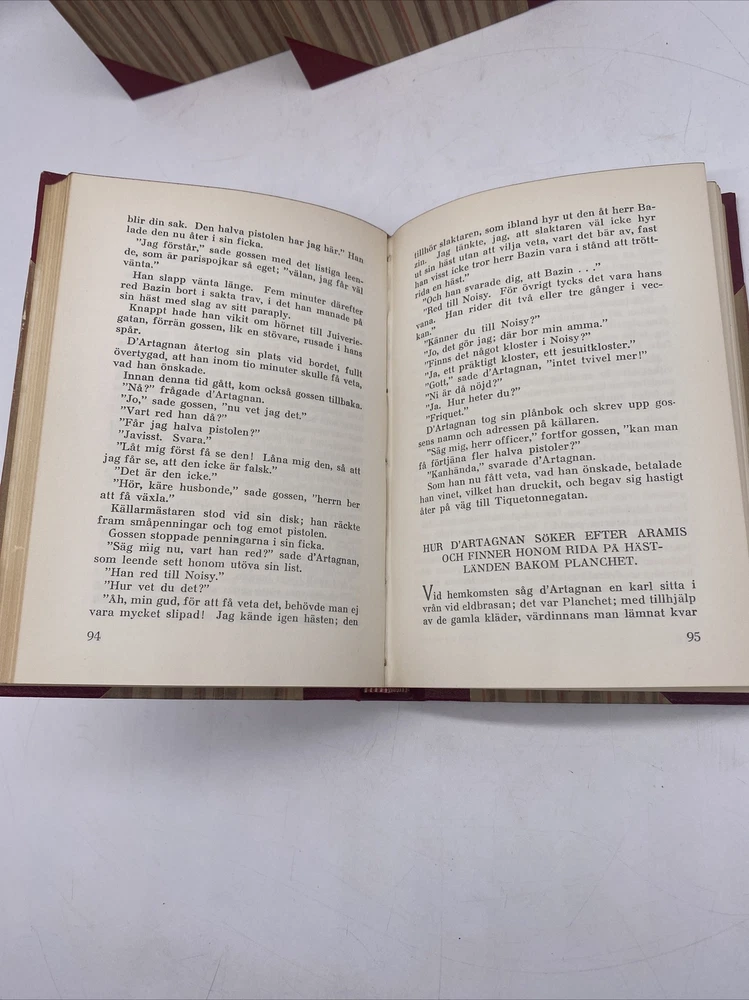 blir din sak. Den halva pistolen har jag här." Han
lade den nu åter i sin ficka.
"Jag förstår," sade gossen med det listiga leen-
de, som är parispojkar så eget; "välan, jag får väl
vänta."
Han slapp vänta länge. Fem minuter därefter
red Bazin bort i sakta trav, i det han manade på
sin häst med slag av sitt paraply.
Knappt hade han vikit om hörnet till Juiverie-
gatan, förrän gossen, lik en stövare, rusade i hans
spår.
D'Artagnan återtog sin plats vid bordet, fullt
övertygad, att han inom tio minuter skulle få veta,
vad han önskade.
Innan denna tid gått, kom också gossen tillbaka.
"Nå?" frågade d'Artagnan.
"Jo," sade gossen, "nu vet jag det."
"Vart red han då?"
"Får jag halva pistolen?"
"Javisst. Svara."
"Låt mig först få se den! Låna mig den, så att
jag får se, att den icke är falsk."
"Det är den icke."
"Hör, käre husbonde," sade gossen, "herrn ber
att få växla."
Källarmästaren stod vid sin disk; han räckte
fram småpenningar och tog emot pistolen.
Gossen stoppade penningarna i sin ficka.
"Säg mig nu, vart han red?" sade d'Artagnan,
som leende sett honom utöva sin list.
"Han red till Noisy."
"Hur vet du det?"
"Åh, min gud, för att få veta det, behövde man ej
vara mycket slipad! Jag kände igen hästen; den
94
tillhör slaktaren, som ibland hyr ut den åt herr Ba-
zin. Jag tänkte, jag, att slaktaren väl icke hyr
ut sin häst utan att vilja veta, vart det bär av, fast
han visst icke tror herr Bazin vara i stånd att trött-
rida en häst."
"Och han svarade dig, att Bazin . . ."
"Red till Noisy. För övrigt tycks det vara hans
vana. Han rider dit två eller tre gånger i vec-
kan."
"Känner du till Noisy?"
"Jo, det gör jag; där bor min amma."
"Finns det något kloster i Noisy?"
"Ja, ett präktigt kloster, ett jesuitkloster."
"Gott," sade d'Artagnan, "intet tvivel mer!"
"Ni är då nöjd?"
"Ja. Hur heter du?"
"Friquet."
D'Artagnan tog sin plånbok och skrev upp gos-
sens namn och adressen på källaren.
"Säg mig, herr officer," fortfor gossen, "kan man
få förtjäna fler halva pistoler?"
"Kanhända," svarade d'Artagnan.
Som han nu fått veta, vad han önskade, betalade
han vinet, vilket han druckit, och begav sig hastigt
åter på väg till Tiquetonnegatan.
HUR D'ARTAGNAN SÖKER EFTER ARAMIS
OCH FINNER HONOM RIDA PÅ HÄST-
LÄNDEN BAKOM PLANCHET.
Vid hemkomsten såg d'Artagnan en karl sitta i
vrån vid eldbrasan; det var Planchet; med tillhjälp
av de gamla kläder, värdinnans man lämnat kvar
95